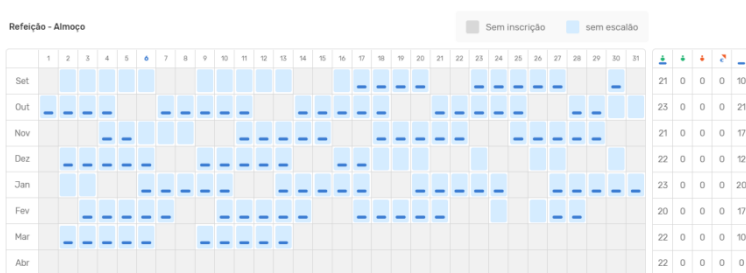 Refeição - Almoço
Sem inscrição sem escalão
1 2 3 4 5 6 7 8 9 10 11 12 13 14 15 16 17 18 19 20 21 22 23 24 25 26 27 28 29 30 31
Set 21 0 0 0 10
Out 23 0 0 0 21
Nov 21 0 0 0 17
Dez 22 0 0 0 12
Jan 23 0 0 0 20
Fev 20 0 0 0 17
Mar 22 0 0 0 10
Abr 22 0 0 0 0